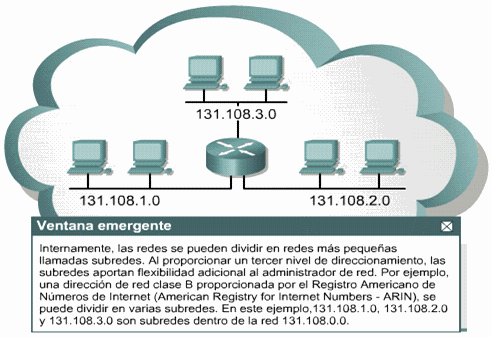 131.108.3.0
131.108.1.0
131.108.2.0
Ventana emergente
Internamente, las redes se pueden dividir en redes más pequeñas
llamadas subredes. Al proporcionar un tercer nivel de direccionamiento, las
subredes aportan flexibilidad adicional al administrador de red. Por ejemplo,
una dirección de red clase B proporcionada por el Registro Americano de
Números de Internet (American Registry for Internet Numbers - ARIN), se
puede dividir en varias subredes. En este ejemplo,131.108.1.0, 131.108.2.0
y 131.108.3.0 son subredes dentro de la red 131.108.0.0.